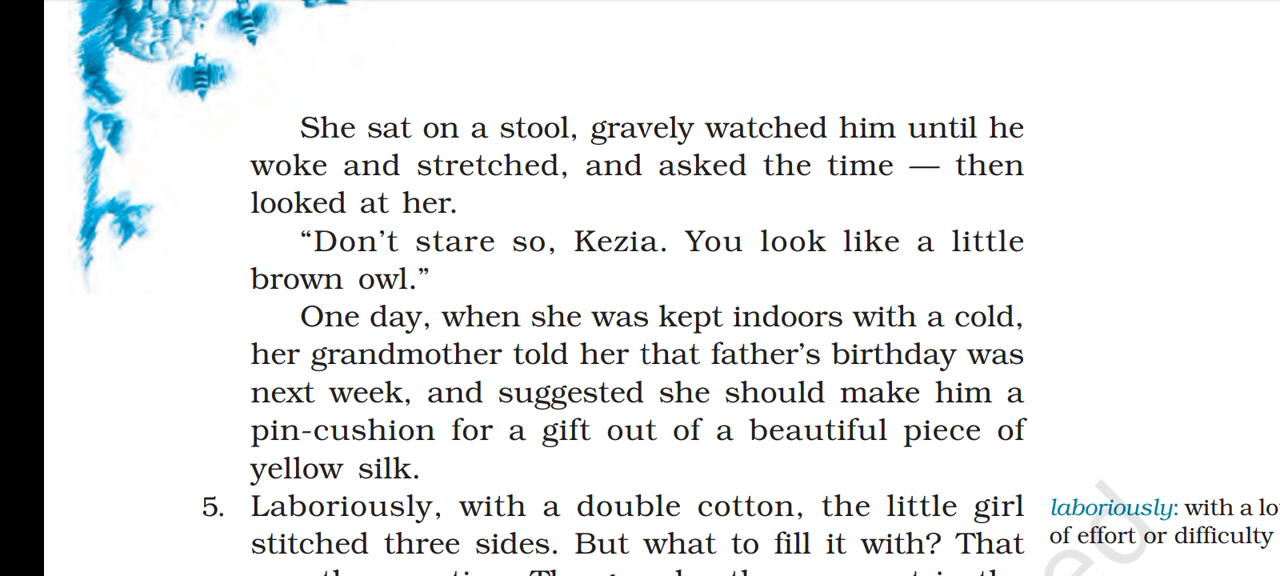 She sat on a stool, gravely watched him until he
woke and stretched, and asked the time — then
looked at her.
“Don’t stare so, Kezia. You look like a little
brown owl.”
One day, when she was kept indoors with a cold,
her grandmother told her that father’s birthday was
next week, and suggested she should make him a
pin-cushion for a gift out of a beautiful piece of
yellow silk.
5. Laboriously, with a double cotton, the little girl
stitched three sides. But what to fill it with? That
laboriously: with a
of effort or difficulty